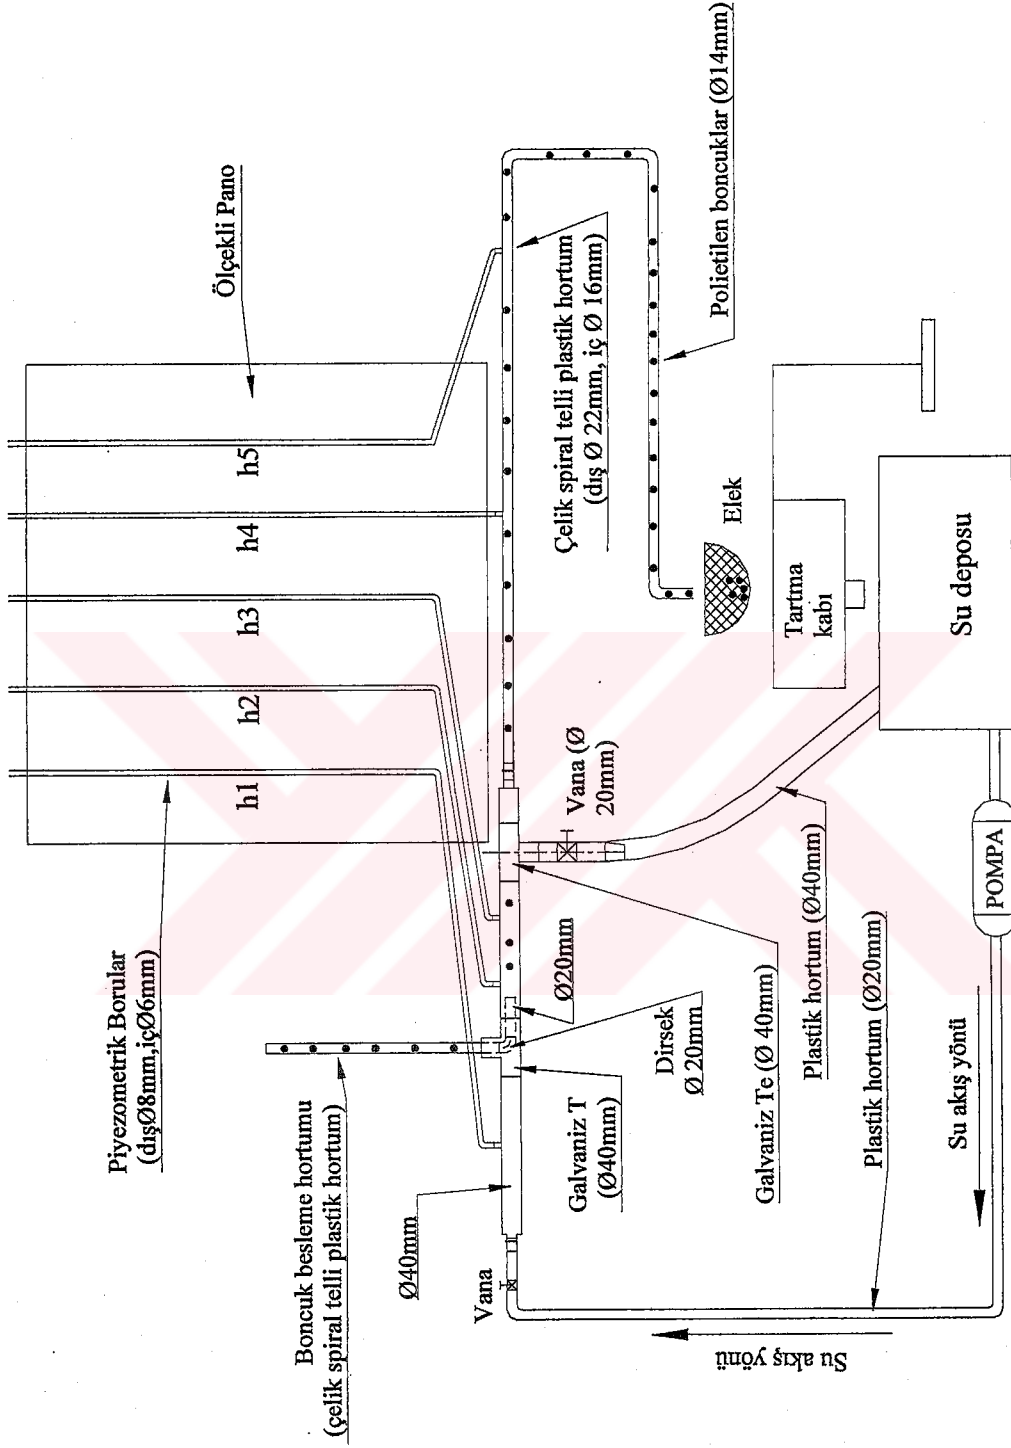 Piyezometrik Borular
(dışØ8mm,içØ6mm)
Ölçekli Pano
h1
h2
h3
h4
h5
Boncuk besleme hortumu
(çelik spiral telli plastik hortum)
Ø40mm
Vana
Galvaniz T
(Ø40mm)
Dirsek
Ø 20mm
Ø20mm
Vana (Ø
20mm)
Çelik spiral telli plastik hortum
(dış Ø 22mm, iç Ø 16mm)
Polietilen boncuklar (Ø14mm)
Elek
Tartma
kabı
Su deposu
Galvaniz Te (Ø 40mm)
Plastik hortum (Ø40mm)
Plastik hortum (Ø20mm)
Su akış yönü
POMPA
Su akış yönü